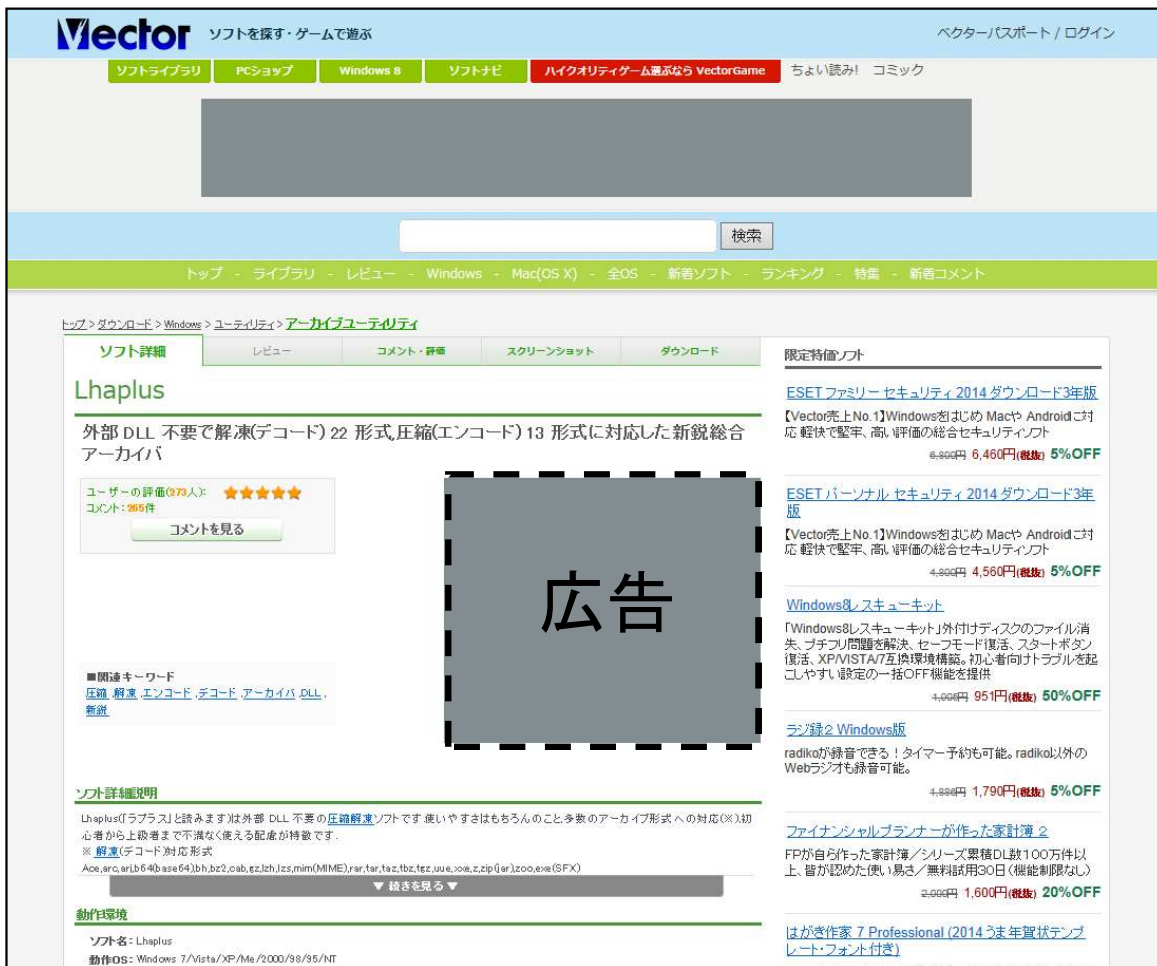 Vector ソフトを探す・ゲームで遊ぶ
ベクターパスポート / ログイン
ソフトライブラリ PCショップ Windows 8 ソフトナビ ハイクオリティゲーム選ぶなら VectorGame ちょい読み! コミック
検索
トップ - ライブラリ - レビュー - Windows - Mac(OS X) - 全OS - 新着ソフト - ランキング - 特集 - 新着コメント
トップ > ダウンロード > Windows > ユーティリティ > アーカイブユーティリティ
ソフト詳細 レビュー コメント・評価 スクリーンショット ダウンロード
Lhaplus
外部 DLL 不要で解凍(デコード) 22 形式,圧縮(エンコード) 13 形式に対応した新鋭総合
アーカイバ
ユーザーの評価(273人): ★★★★★
コメント:265件
コメントを見る
広告
■関連キーワード
圧縮 ,解凍 ,エンコード ,デコード ,アーカイバ ,DLL ,
新鋭
ソフト詳細説明
Lhaplus(「ラプラス」と読みます)は外部 DLL 不要の圧縮解凍ソフトです.使いやすさはもちろんのこと多数のアーカイブ形式への対応(※),初
心者から上級者まで不満なく使える配慮が特徴です.
※ 解凍(デコード)対応形式
Ace,arc,arj,b64(base64),bh,bz2,cab,gz,lzh,lzs,mim(MIME),rar,tar,taz,tbz,tgz,uue,xxe,z,zip(jar),zoo,exe(SFX)
▼ 続きを見る ▼
動作環境
ソフト名: Lhaplus
動作OS: Windows 7/Vista/XP/Me/2000/98/95/NT
限定特価ソフト
ESET ファミリー セキュリティ 2014 ダウンロード3年版
【Vector売上No.1】Windowsをはじめ Macや Androidに対
応 軽快で堅牢、高い評価の総合セキュリティソフト
6,800円 6,460円(税抜) 5%OFF
ESET パーソナル セキュリティ 2014 ダウンロード3年
版
【Vector売上No.1】Windowsをはじめ Macや Androidに対
応 軽快で堅牢、高い評価の総合セキュリティソフト
4,800円 4,560円(税抜) 5%OFF
Windows8レスキューキット
「Windows8レスキューキット」外付けディスクのファイル消
失、プチフリ問題を解決、セーフモード復活、スタートボタン
復活、XP/VISTA/7互換環境構築。初心者向けトラブルを起
こしやすい設定の一括OFF機能を提供
951円(税抜) 50%OFF
ラジ録2 Windows版
radikoが録音できる!タイマー予約も可能。radiko以外の
Webラジオも録音可能。
1,790円(税抜) 5%OFF
ファイナンシャルプランナーが作った家計簿 2
FPが自ら作った家計簿/シリーズ累積DL数100万件以
上、皆が認めた使い易さ/無料試用30日(機能制限なし)
2,000円 1,600円(税抜) 20%OFF
はがき作家 7 Professional (2014 うま年賀状テンプ
レート・フォント付き)